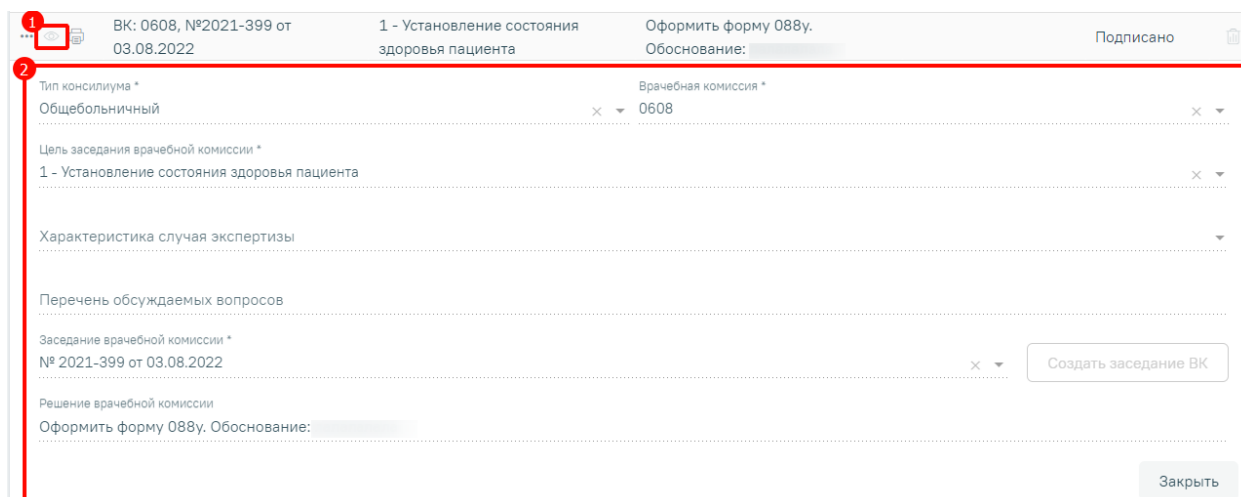 1
ВК: 0608, №2021-399 от
03.08.2022
1 - Установление состояния
здоровья пациента
Оформить форму 088у.
Обоснование:
Подписано
2
Тип консилиума *
Общебольничный
Врачебная комиссия *
0608
Цель заседания врачебной комиссии *
1 - Установление состояния здоровья пациента
Характеристика случая экспертизы
Перечень обсуждаемых вопросов
Заседание врачебной комиссии *
№ 2021-399 от 03.08.2022
Создать заседание ВК
Решение врачебной комиссии
Оформить форму 088у. Обоснование:
Закрыть